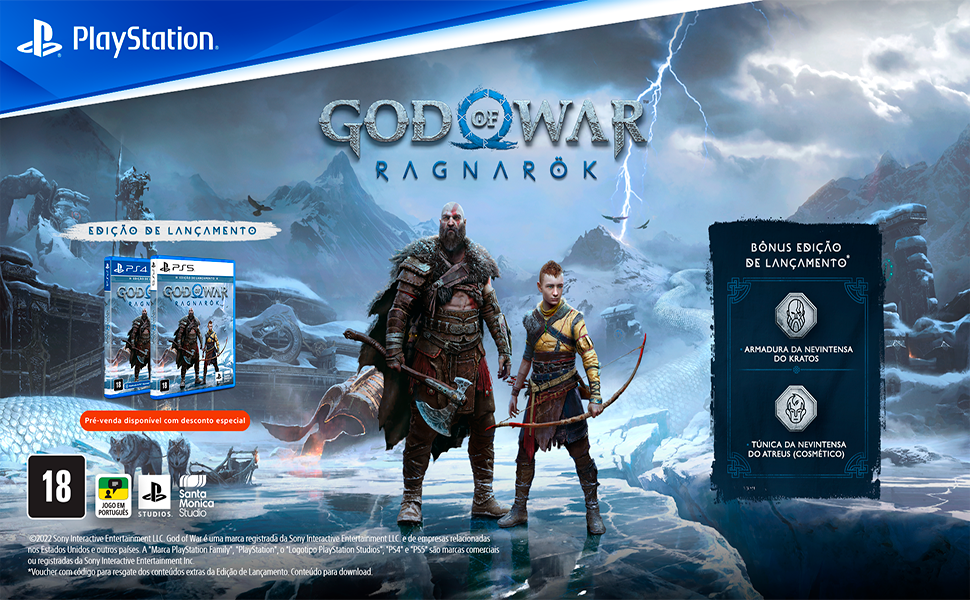 PlayStation®
GOD OF WAR
RAGNARÖK
EDIÇÃO DE LANÇAMENTO
PS4
PS5
EDIÇÃO DE LANÇAMENTO
GOD OF WAR
RAGNARÖK
18
18
Pré-venda disponível com desconto especial
BÔNUS EDIÇÃO
DE LANÇAMENTO*
- ARMADURA DA NEVINTENSA
DO KRATOS
- TÚNICA DA NEVINTENSA
DO ATREUS (COSMÉTICO)
18
JOGO EM
PORTUGUÊS
STUDIOS
Santa
Monica
Studio
©2022 Sony Interactive Entertainment LLC. God of War é uma marca registrada da Sony Interactive Entertainment LLC e de empresas relacionadas
nos Estados Unidos e outros países. A "Marca PlayStation Family", "PlayStation", o "Logotipo PlayStation Studios", "PS4" e "PS5" são marcas comerciais
ou registradas da Sony Interactive Entertainment Inc.
*Voucher com código para resgate dos conteúdos extras da Edição de Lançamento. Conteúdo para download.